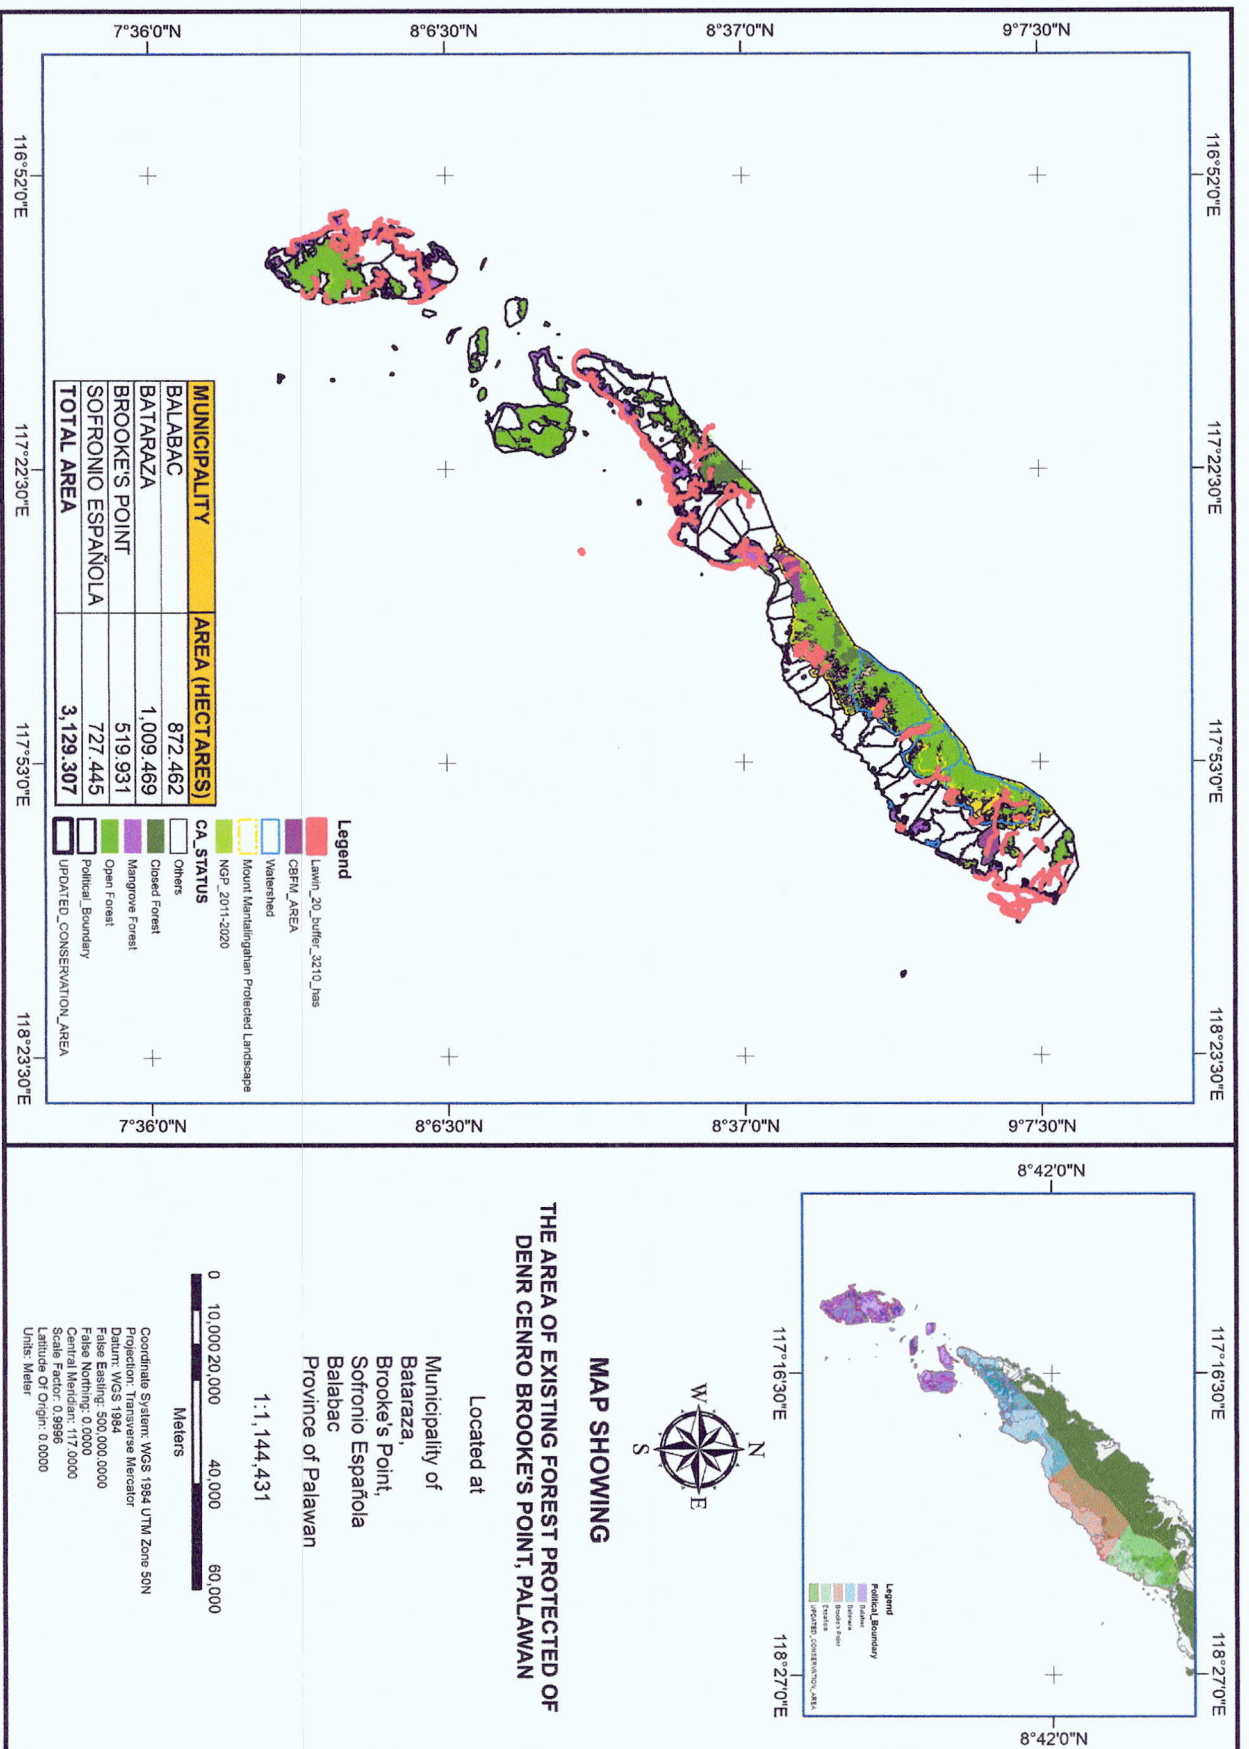 116°52'0"E
117°22'30"E
117°53'0"E
118°23'30"E
9°7'30"N
8°37'0"N
8°6'30"N
7°36'0"N
9°7'30"N
8°37'0"N
8°6'30"N
7°36'0"N
116°52'0"E
117°22'30"E
117°53'0"E
118°23'30"E
MUNICIPALITY AREA (HECTARES)
BALABAC 872.462
BATARAZA 1,009.469
BROOKE'S POINT 519.931
SOFRONIO ESPAÑOLA 727.445
TOTAL AREA 3,129.307
Legend
Lawin_20_buffer_3210_has
CBFM_AREA
Watershed
Mount Mantalingahan Protected Landscape
NGP_2011-2020
CA_STATUS
Others
Closed Forest
Mangrove Forest
Open Forest
Political_Boundary
UPDATED_CONSERVATION_AREA
117°16'30"E
118°27'0"E
8°42'0"N
8°42'0"N
Legend
Political_Boundary
Balabac
Bataraza
Brooke's Point
Española
UPDATED_CONSERVATION_AREA
117°16'30"E
118°27'0"E
N
W
E
S
MAP SHOWING
THE AREA OF EXISTING FOREST PROTECTED OF
DENR CENRO BROOKE'S POINT, PALAWAN
Located at
Municipality of
Bataraza,
Brooke's Point,
Sofronio Española
Balabac
Province of Palawan
1:1,144,431
0 10,000 20,000 40,000 60,000
Meters
Coordinate System: WGS 1984 UTM Zone 50N
Projection: Transverse Mercator
Datum: WGS 1984
False Easting: 500,000.0000
False Northing: 0.0000
Central Meridian: 117.0000
Scale Factor: 0.9996
Latitude Of Origin: 0.0000
Units: Meter